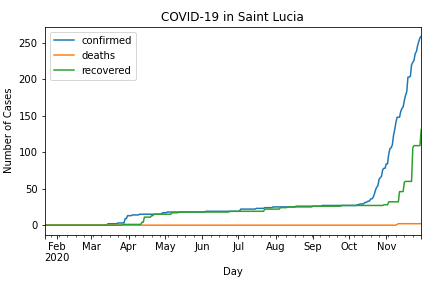 COVID-19 in Saint Lucia
confirmed
deaths
recovered
Number of Cases
250
200
150
100
50
0
Feb Mar Apr May Jun Jul Aug Sep Oct Nov
2020
Day